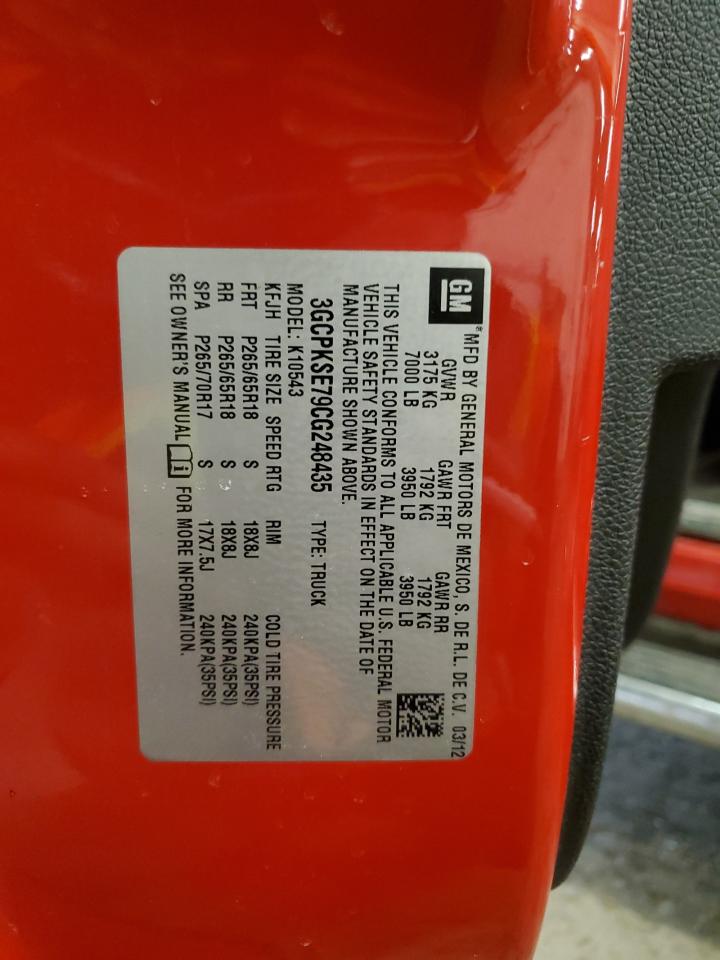 GM ® MFD BY GENERAL MOTORS DE MEXICO, S. DE R.L. DE C.V. 03/12
GVWR GAWR FRT GAWR RR
3175 KG 1792 KG 1792 KG
7000 LB 3950 LB 3950 LB
THIS VEHICLE CONFORMS TO ALL APPLICABLE U.S. FEDERAL MOTOR
VEHICLE SAFETY STANDARDS IN EFFECT ON THE DATE OF
MANUFACTURE SHOWN ABOVE.
3GCPKSE79CG248435 TYPE: TRUCK
MODEL: K10543
KFJH TIRE SIZE SPEED RTG RIM COLD TIRE PRESSURE
FRT P265/65R18 S 18X8J 240KPA(35PSI)
RR P265/65R18 S 18X8J 240KPA(35PSI)
SPA P265/70R17 S 17X7.5J 240KPA(35PSI)
SEE OWNER'S MANUAL FOR MORE INFORMATION.